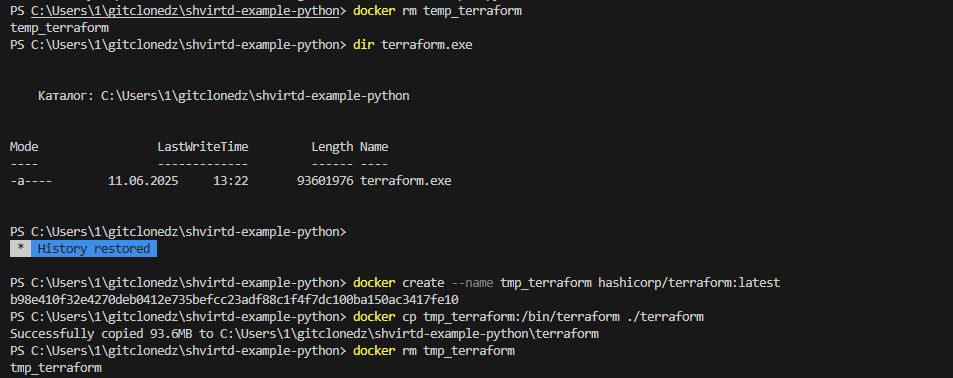 PS C:\Users\1\gitclonedz\shvirtd-example-python> docker rm temp_terraform
temp_terraform
PS C:\Users\1\gitclonedz\shvirtd-example-python> dir terraform.exe
Каталог: C:\Users\1\gitclonedz\shvirtd-example-python
Mode LastWriteTime Length Name
---- ------------- ------ ----
-a---- 11.06.2025 13:22 93601976 terraform.exe
PS C:\Users\1\gitclonedz\shvirtd-example-python>
* History restored
PS C:\Users\1\gitclonedz\shvirtd-example-python> docker create --name tmp_terraform hashicorp/terraform:latest
b98e410f32e4270deb0412e735befcc23adf88c1f4f7dc100ba150ac3417fe10
PS C:\Users\1\gitclonedz\shvirtd-example-python> docker cp tmp_terraform:/bin/terraform ./terraform
Successfully copied 93.6MB to C:\Users\1\gitclonedz\shvirtd-example-python\terraform
PS C:\Users\1\gitclonedz\shvirtd-example-python> docker rm tmp_terraform
tmp_terraform